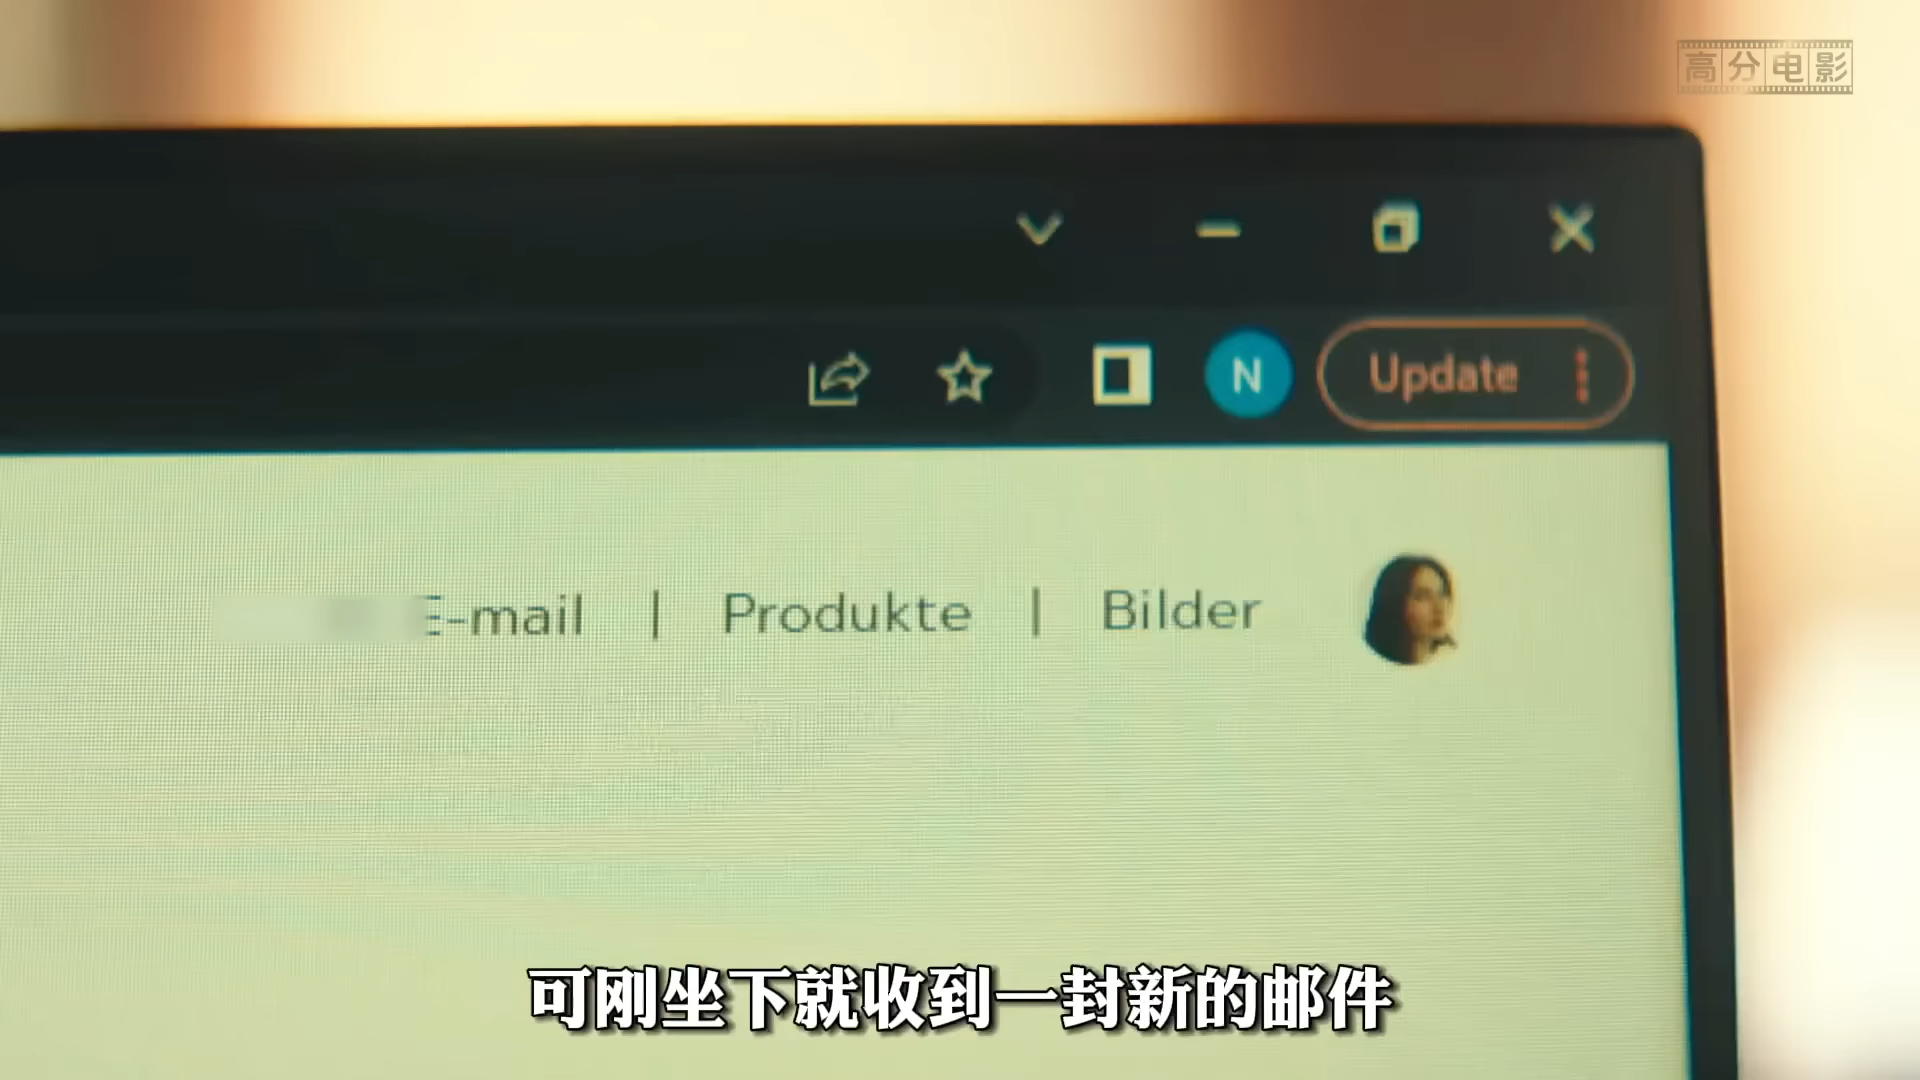 高分电影
N
Update
E-mail | Produkte | Bilder
可刚坐下就收到一封新的邮件